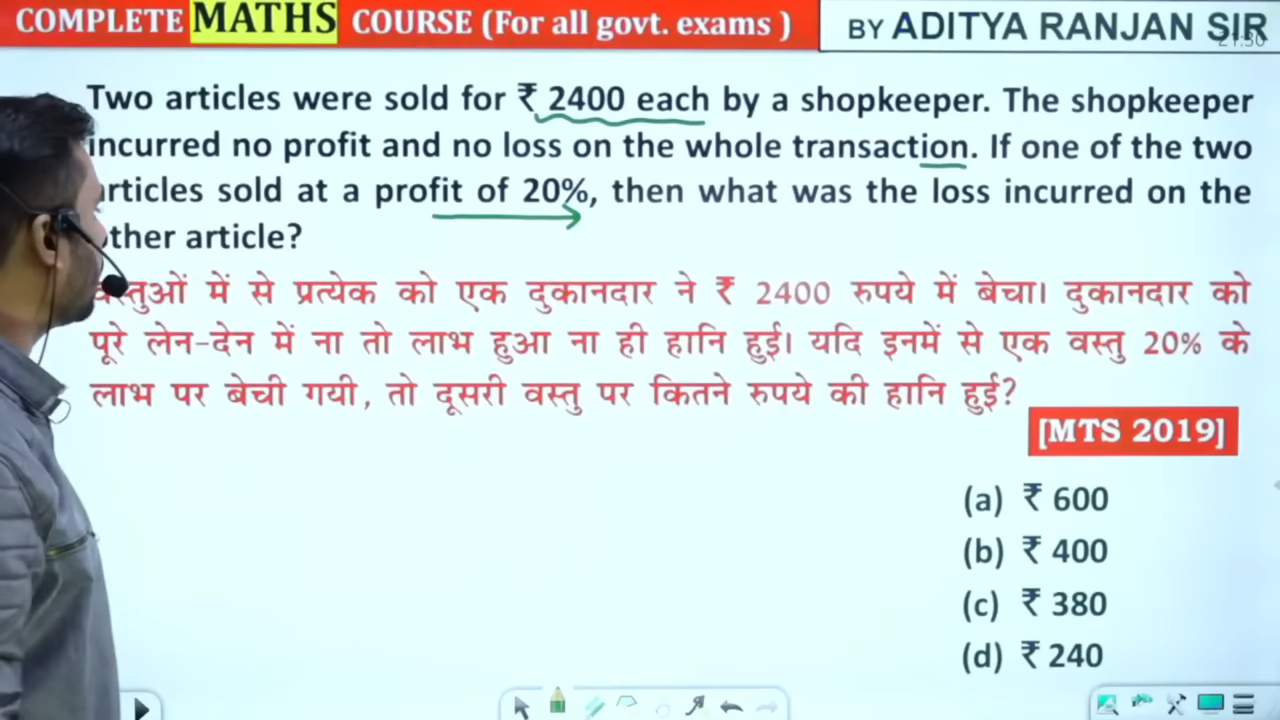 COMPLETE MATHS COURSE (For all govt. exams )
BY ADITYA RANJAN SIR
Two articles were sold for ₹ 2400 each by a shopkeeper. The shopkeeper
incurred no profit and no loss on the whole transaction. If one of the two
articles sold at a profit of 20%, then what was the loss incurred on the
other article?
वस्तुओं में से प्रत्येक को एक दुकानदार ने ₹ 2400 रुपये में बेचा। दुकानदार को
पूरे लेन-देन में ना तो लाभ हुआ ना ही हानि हुई। यदि इनमें से एक वस्तु 20% के
लाभ पर बेची गयी, तो दूसरी वस्तु पर कितने रुपये की हानि हुई?
[MTS 2019]
(a) ₹ 600
(b) ₹ 400
(c) ₹ 380
(d) ₹ 240